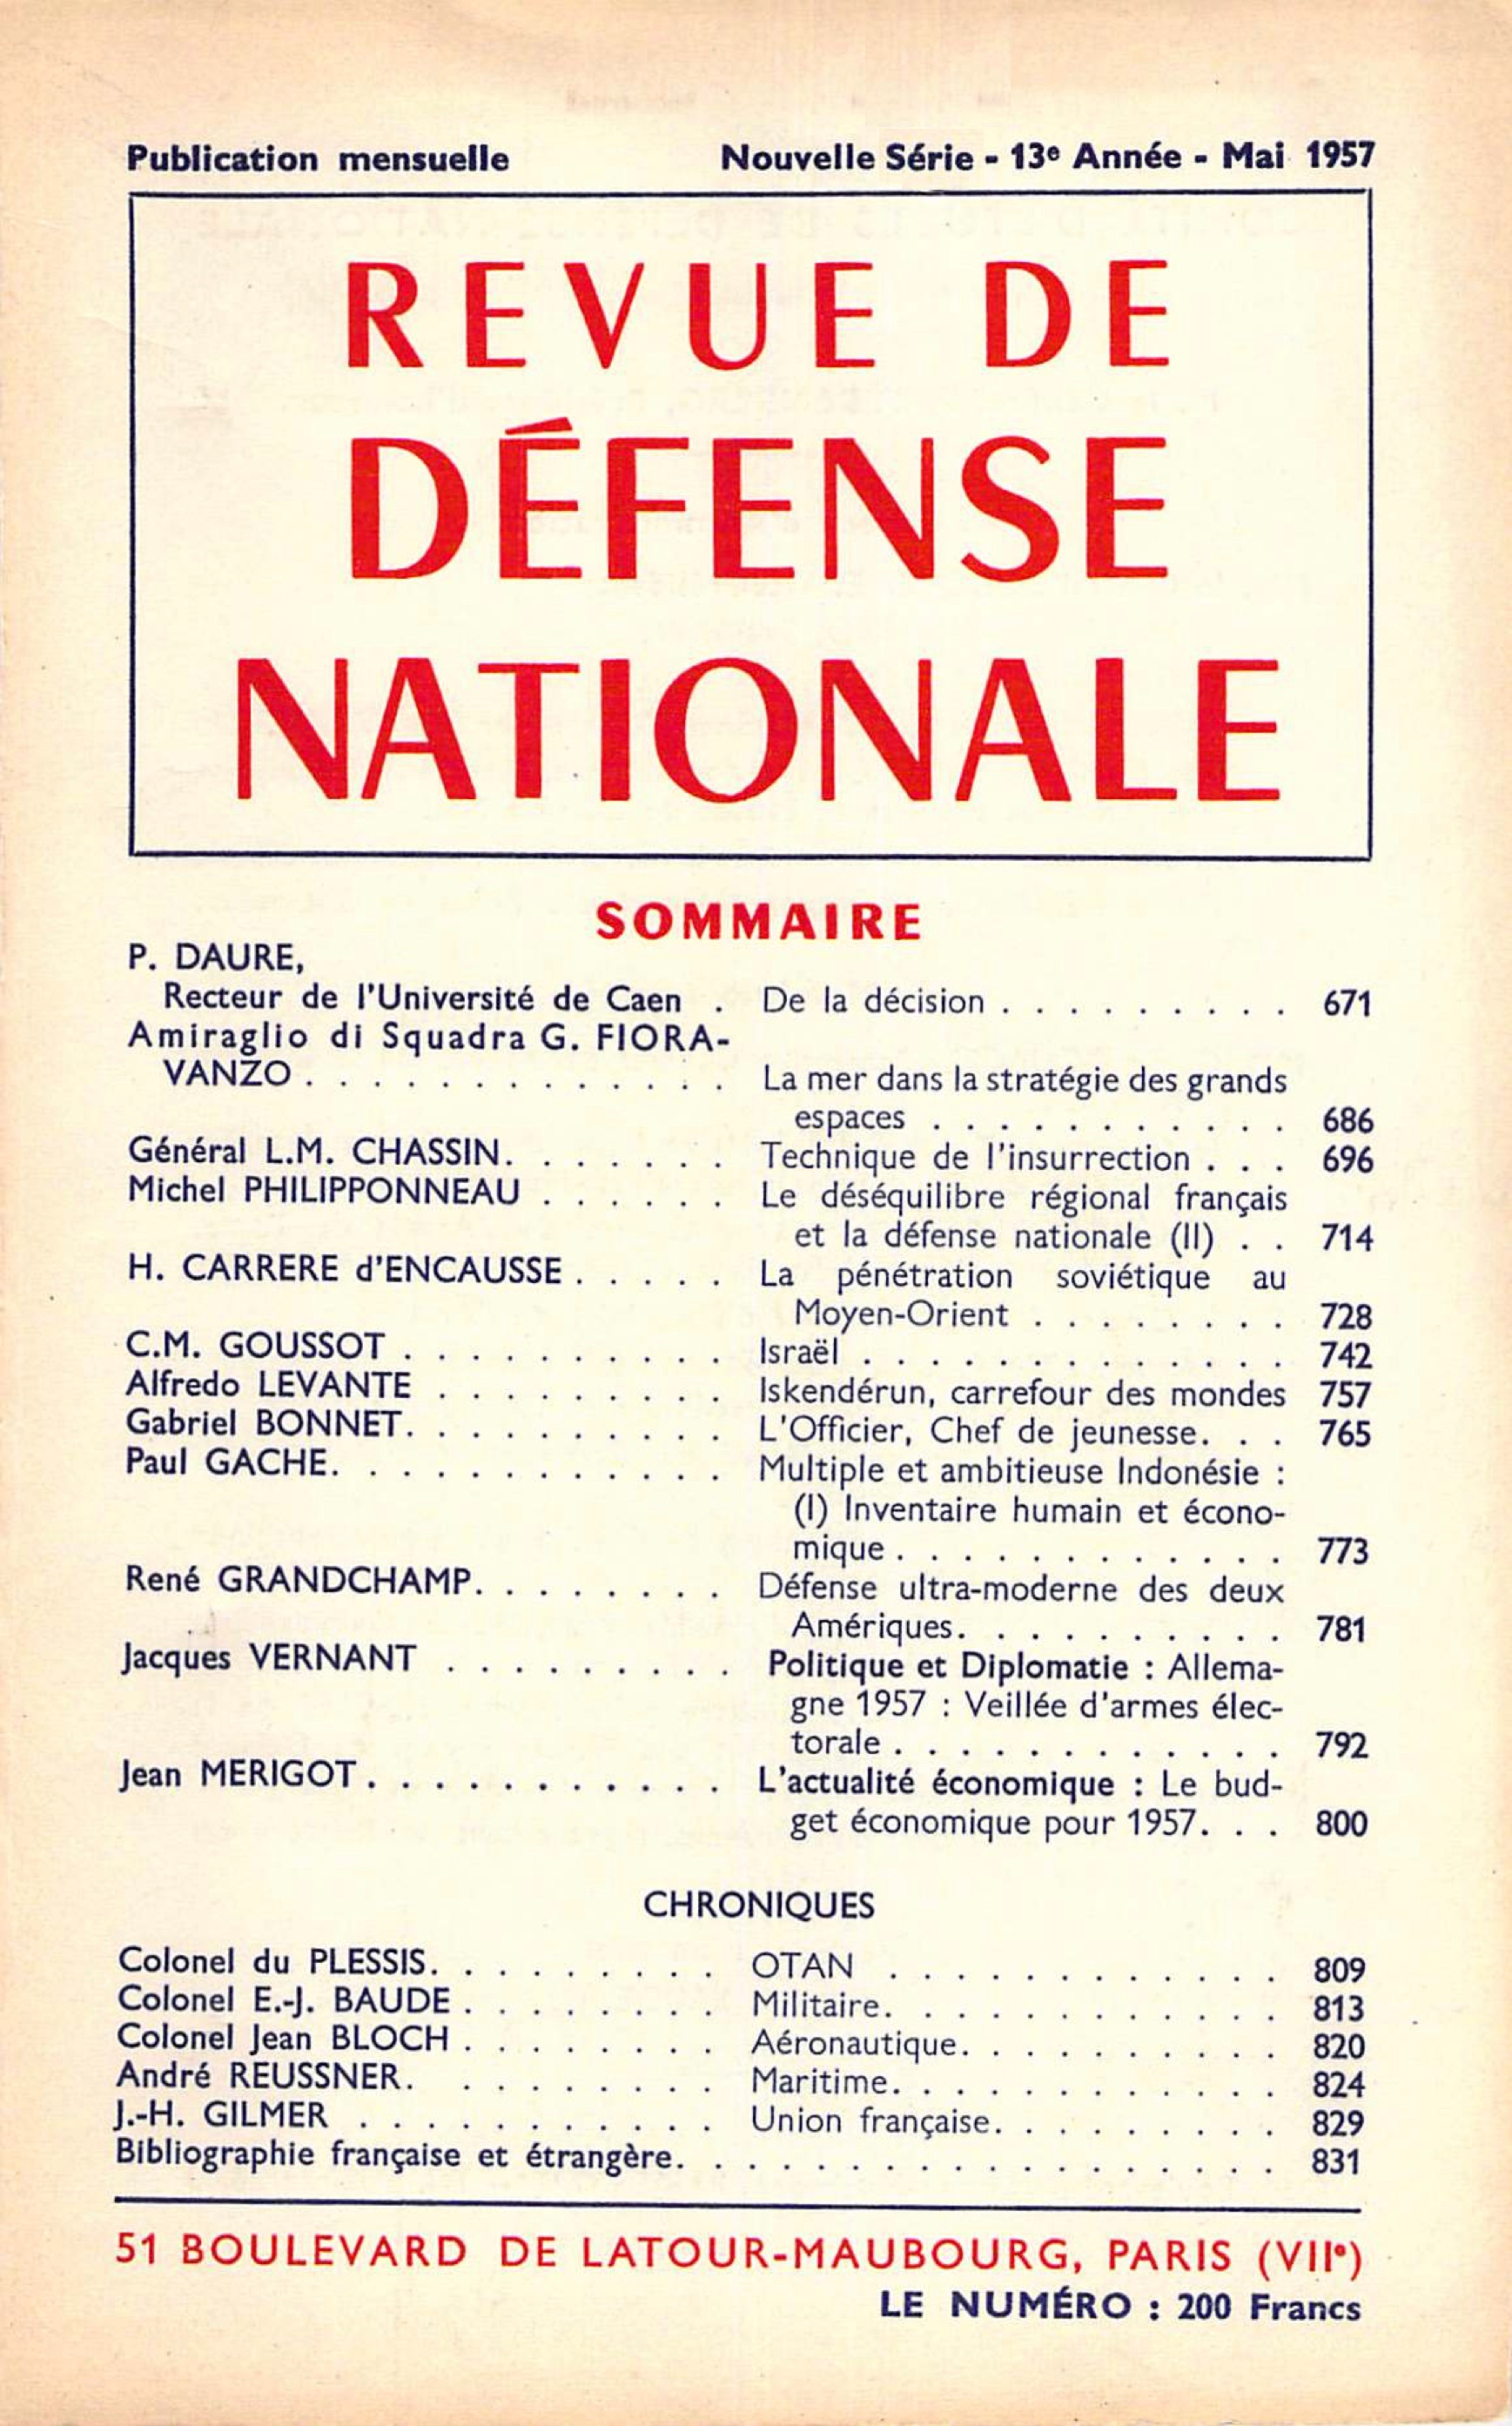 Publication mensuelle Nouvelle Série - 13e Année - Mai 1957
REVUE DE
DÉFENSE
NATIONALE
SOMMAIRE
P. DAURE,
Recteur de l'Université de Caen . De la décision . . . . . . . . . 671
Amiraglio di Squadra G. FIORA-
VANZO . . . . . . . . . . . . . La mer dans la stratégie des grands
espaces . . . . . . . . . . . 686
Général L.M. CHASSIN. . . . . . . Technique de l'insurrection . . . 696
Michel PHILIPPONNEAU . . . . . . Le déséquilibre régional français
et la défense nationale (II) . . 714
H. CARRERE d'ENCAUSSE . . . . . La pénétration soviétique au
Moyen-Orient . . . . . . . . 728
C.M. GOUSSOT . . . . . . . . . . Israël . . . . . . . . . . . . . 742
Alfredo LEVANTE . . . . . . . . . Iskendérun, carrefour des mondes 757
Gabriel BONNET. . . . . . . . . . L'Officier, Chef de jeunesse. . . 765
Paul GACHE. . . . . . . . . . . . Multiple et ambitieuse Indonésie :
(I) Inventaire humain et écono-
mique . . . . . . . . . . . . 773
René GRANDCHAMP. . . . . . . . Défense ultra-moderne des deux
Amériques. . . . . . . . . . 781
Jacques VERNANT . . . . . . . . . Politique et Diplomatie : Allema-
gne 1957 : Veillée d'armes élec-
torale . . . . . . . . . . . . 792
Jean MERIGOT . . . . . . . . . . . L'actualité économique : Le bud-
get économique pour 1957. . . 800
CHRONIQUES
Colonel du PLESSIS. . . . . . . . . OTAN . . . . . . . . . . . . 809
Colonel E.-J. BAUDE . . . . . . . . Militaire. . . . . . . . . . . . 813
Colonel Jean BLOCH . . . . . . . . Aéronautique. . . . . . . . . . 820
André REUSSNER. . . . . . . . . Maritime. . . . . . . . . . . . 824
J.-H. GILMER . . . . . . . . . . . Union française. . . . . . . . . 829
Bibliographie française et étrangère. . . . . . . . . . . . . . . . . . 831
51 BOULEVARD DE LATOUR-MAUBOURG, PARIS (VIIe)
LE NUMÉRO : 200 Francs